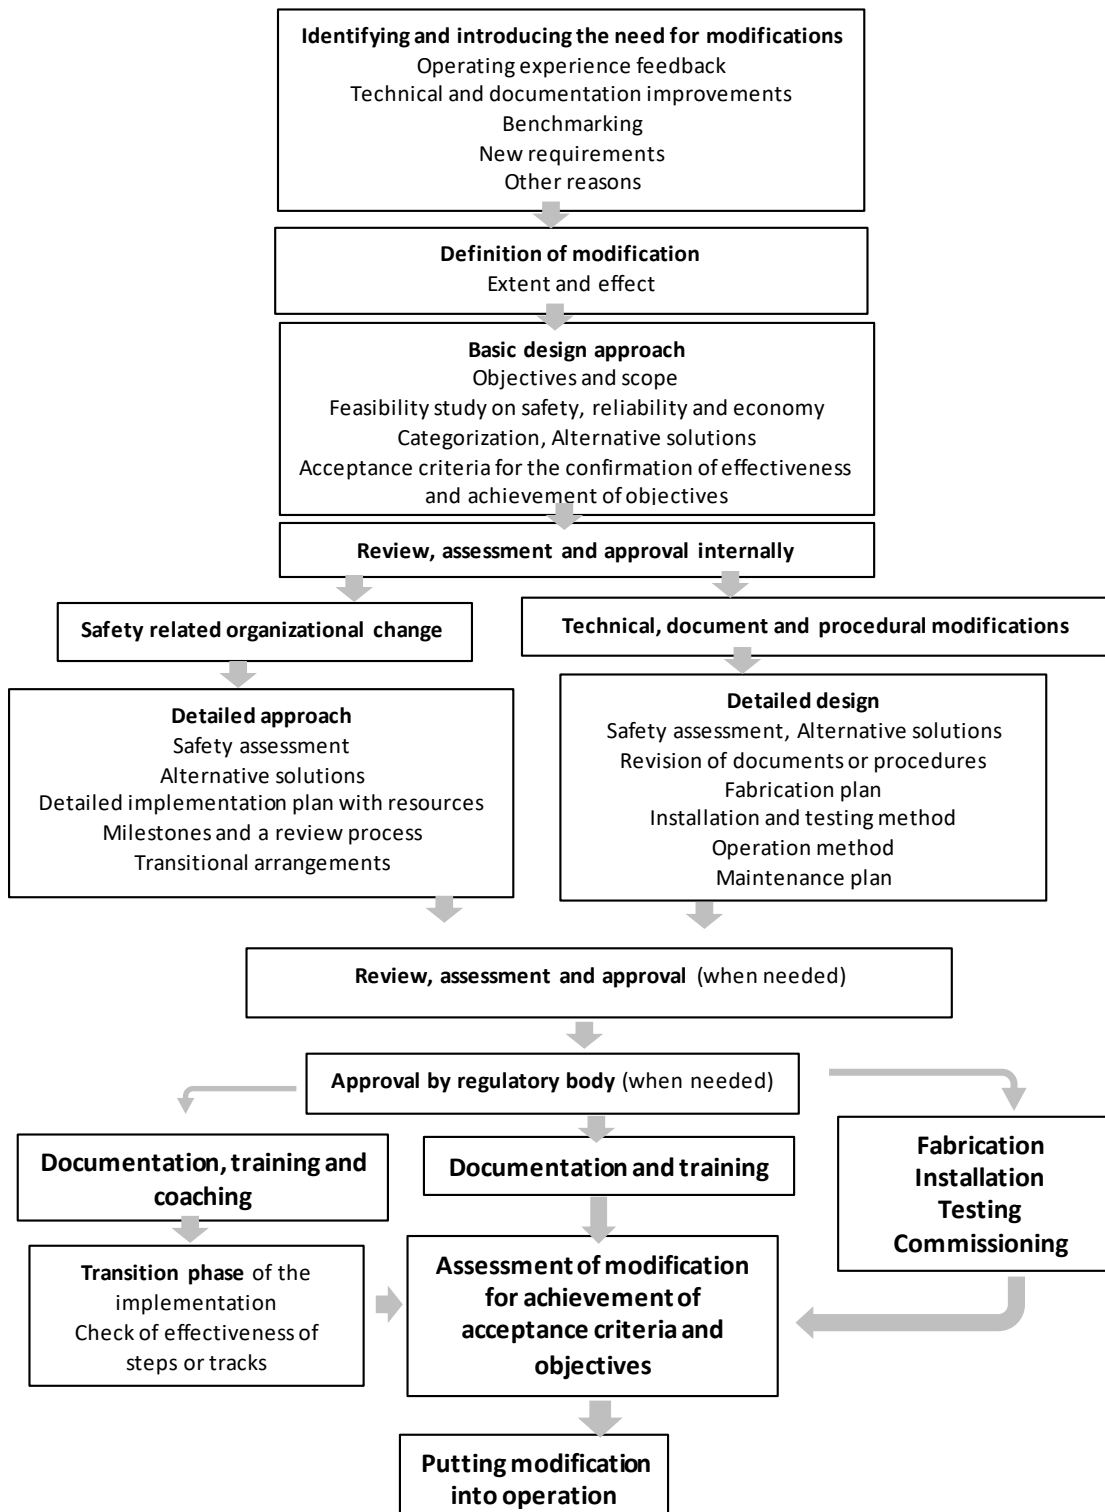 Identifying and introducing the need for modifications
Operating experience feedback
Technical and documentation improvements
Benchmarking
New requirements
Other reasons
Definition of modification
Extent and effect
Basic design approach
Objectives and scope
Feasibility study on safety, reliability and economy
Categorization, Alternative solutions
Acceptance criteria for the confirmation of effectiveness
and achievement of objectives
Review, assessment and approval internally
Safety related organizational change
Technical, document and procedural modifications
Detailed approach
Safety assessment
Alternative solutions
Detailed implementation plan with resources
Milestones and a review process
Transitional arrangements
Detailed design
Safety assessment, Alternative solutions
Revision of documents or procedures
Fabrication plan
Installation and testing method
Operation method
Maintenance plan
Review, assessment and approval (when needed)
Approval by regulatory body (when needed)
Documentation, training and
coaching
Documentation and training
Fabrication
Installation
Testing
Commissioning
Transition phase of the
implementation
Check of effectiveness of
steps or tracks
Assessment of modification
for achievement of
acceptance criteria and
objectives
Putting modification
into operation